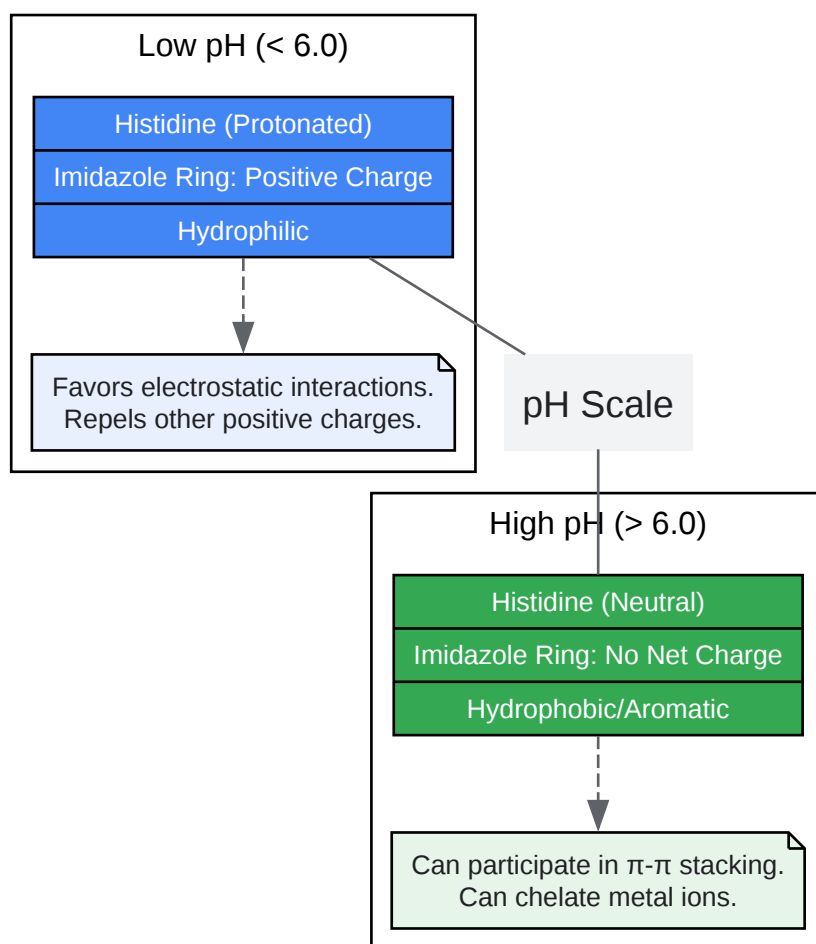 Low pH (< 6.0)
Histidine (Protonated)
Imidazole Ring: Positive Charge
Hydrophilic
Favors electrostatic interactions.
Repels other positive charges.
pH Scale
High pH (> 6.0)
Histidine (Neutral)
Imidazole Ring: No Net Charge
Hydrophobic/Aromatic
Can participate in π-π stacking.
Can chelate metal ions.